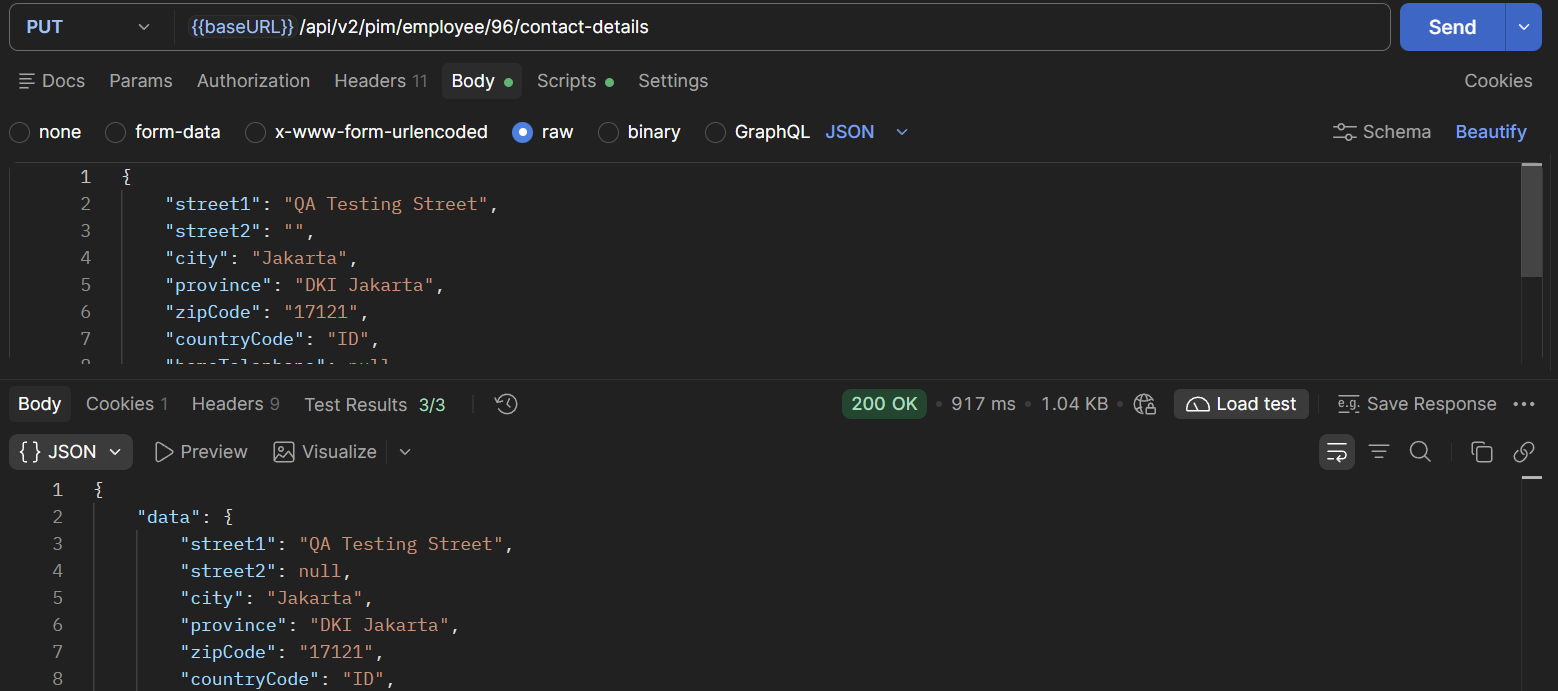 PUT {{baseURL}} /api/v2/pim/employee/96/contact-details Send
Docs Params Authorization Headers 11 Body Scripts Settings Cookies
none form-data x-www-form-urlencoded raw binary GraphQL JSON Schema Beautify
1 {
2 "street1": "QA Testing Street",
3 "street2": "",
4 "city": "Jakarta",
5 "province": "DKI Jakarta",
6 "zipCode": "17121",
7 "countryCode": "ID",
8 "homeTelephone": null
Body Cookies 1 Headers 9 Test Results 3/3 200 OK 917 ms 1.04 KB Load test e.g. Save Response
{} JSON Preview Visualize
1 {
2 "data": {
3 "street1": "QA Testing Street",
4 "street2": null,
5 "city": "Jakarta",
6 "province": "DKI Jakarta",
7 "zipCode": "17121",
8 "countryCode": "ID",